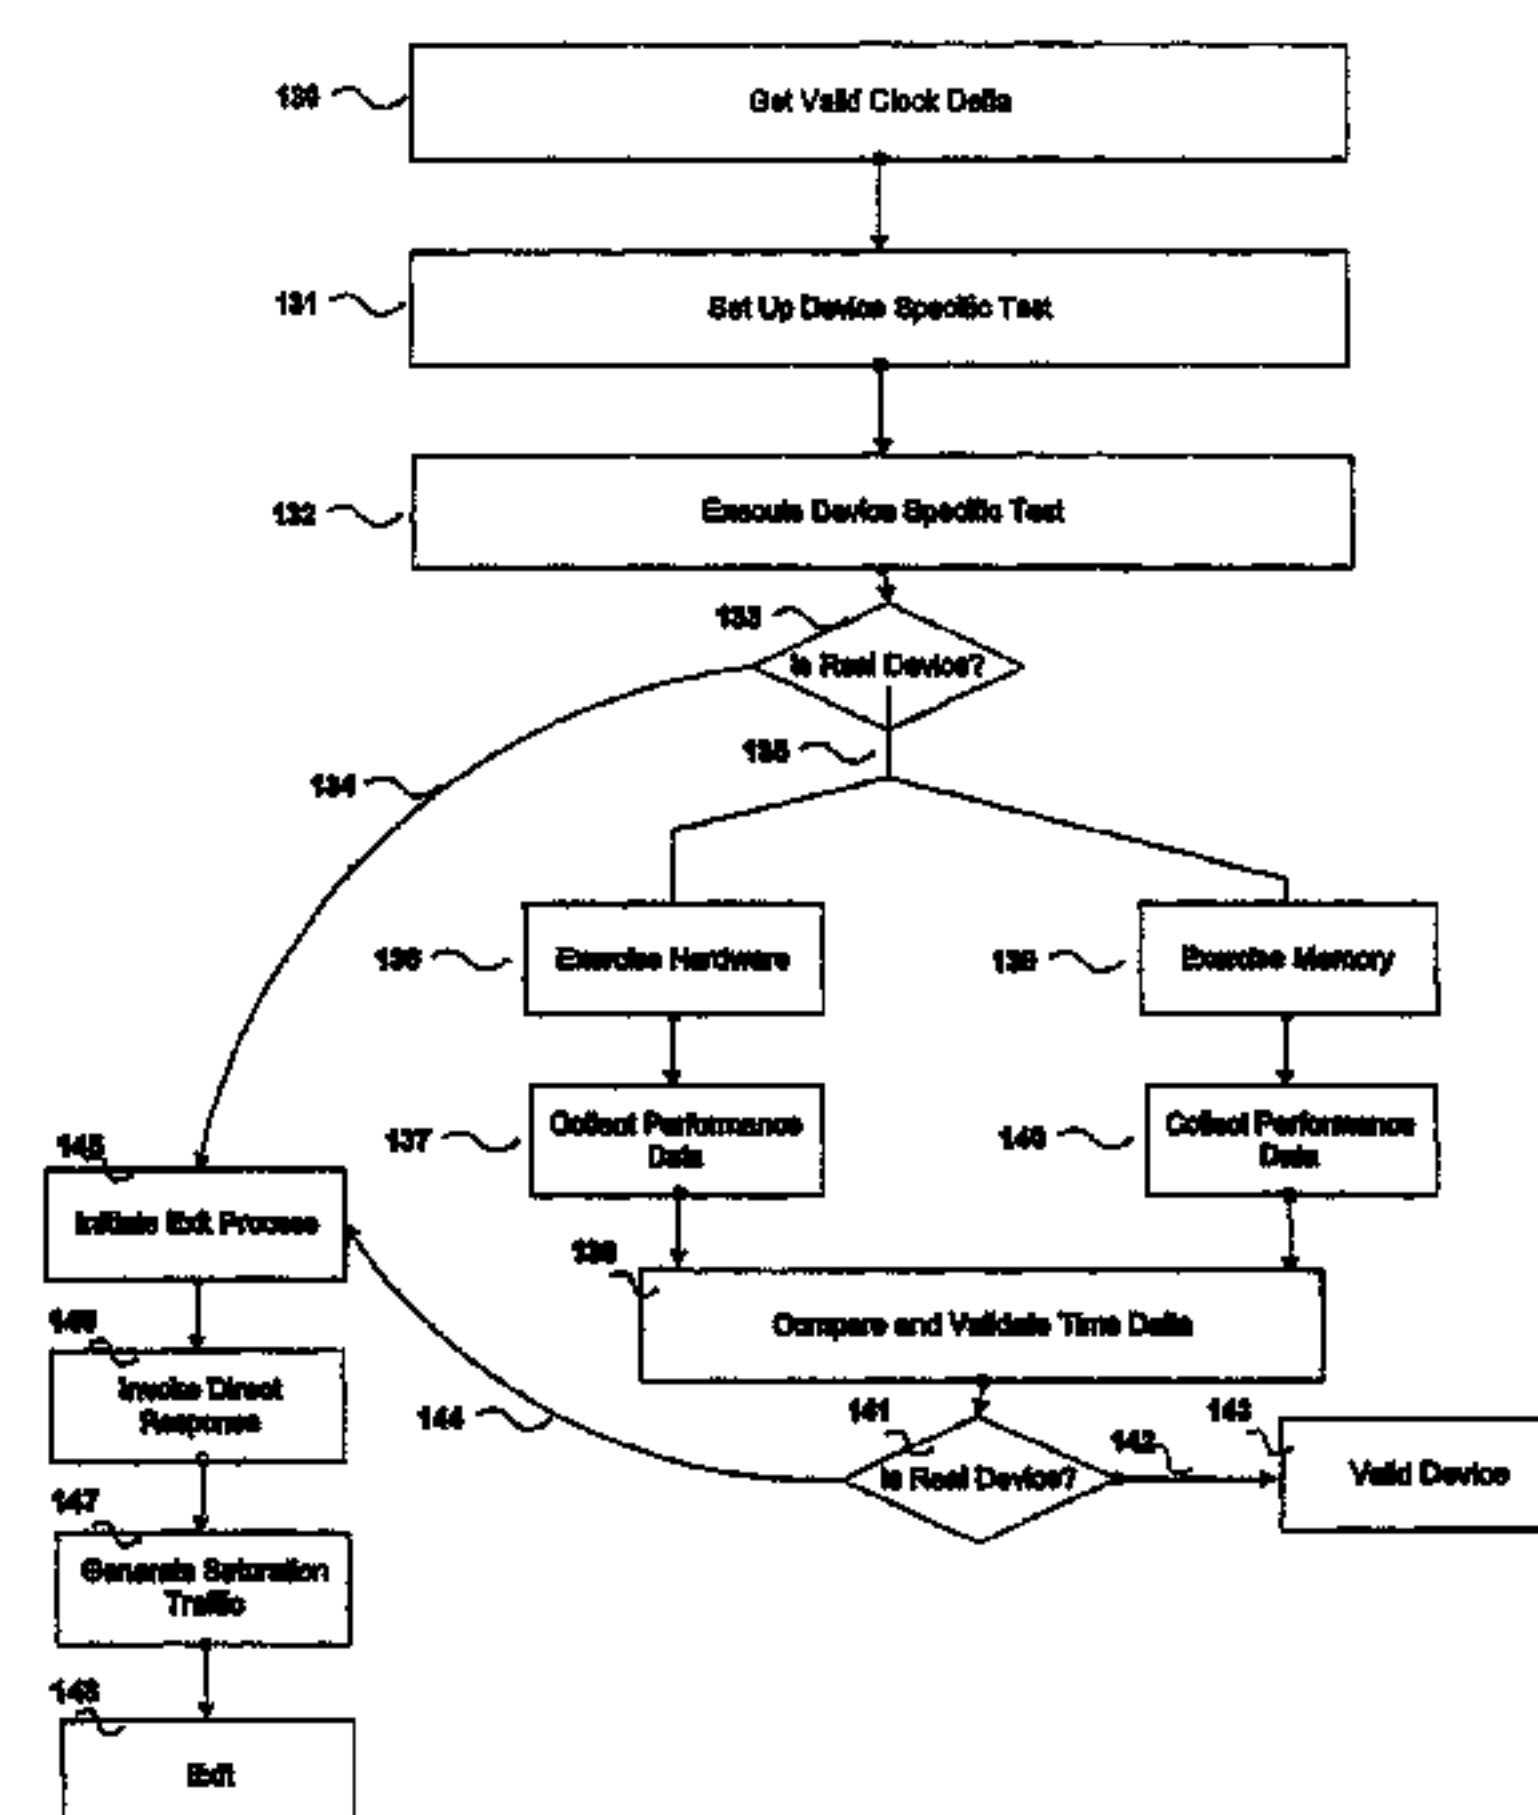 130
Get Valid Clock Delta
131
Set Up Device Specific Test
132
Execute Device Specific Test
133
Is Real Device?
135
134
136
Exercise Hardware
139
Exercise Memory
137
Collect Performance
Data
140
Collect Performance
Data
145
Initiate Exit Process
138
Compare and Validate Time Delta
146
Invoke Direct
Response
144
141
Is Real Device?
142
143
Valid Device
147
Generate Saturation
Traffic
148
Exit